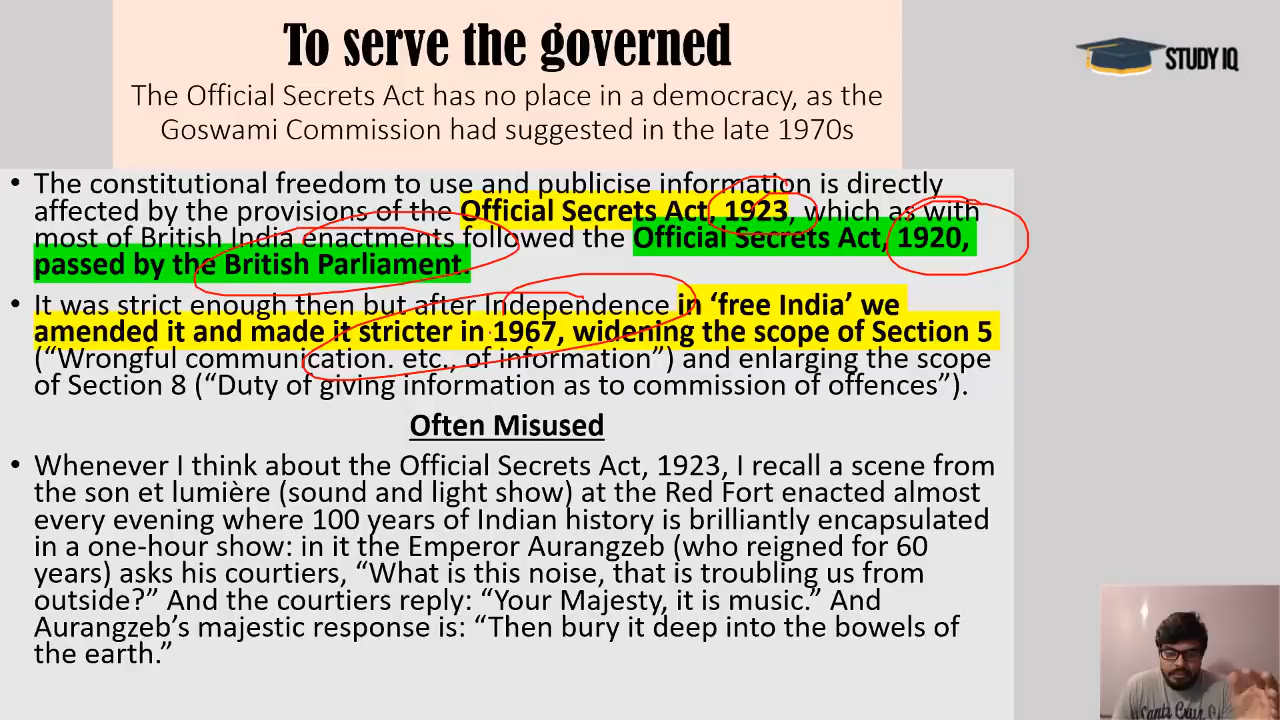 To serve the governed
The Official Secrets Act has no place in a democracy, as the
Goswami Commission had suggested in the late 1970s
STUDY IQ
• The constitutional freedom to use and publicise information is directly
affected by the provisions of the Official Secrets Act, 1923, which as with
most of British India enactments followed the Official Secrets Act, 1920,
passed by the British Parliament.
• It was strict enough then but after Independence in ‘free India’ we
amended it and made it stricter in 1967, widening the scope of Section 5
(“Wrongful communication. etc., of information”) and enlarging the scope
of Section 8 (“Duty of giving information as to commission of offences”).
Often Misused
• Whenever I think about the Official Secrets Act, 1923, I recall a scene from
the son et lumière (sound and light show) at the Red Fort enacted almost
every evening where 100 years of Indian history is brilliantly encapsulated
in a one-hour show: in it the Emperor Aurangzeb (who reigned for 60
years) asks his courtiers, “What is this noise, that is troubling us from
outside?” And the courtiers reply: “Your Majesty, it is music.” And
Aurangzeb’s majestic response is: “Then bury it deep into the bowels of
the earth.”
Santa Cruz